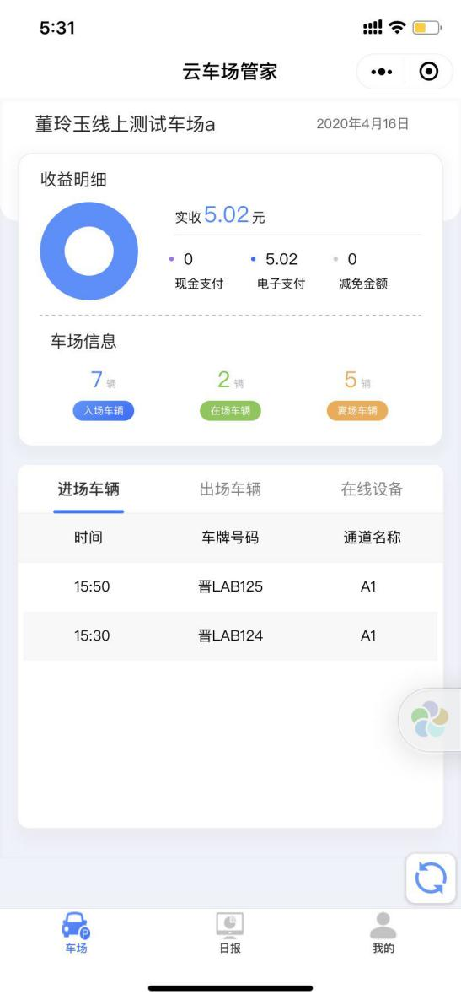 5:31
云车场管家
董玲玉线上测试车场a 2020年4月16日
收益明细
实收5.02元
0 5.02 0
现金支付 电子支付 减免金额
车场信息
7 辆 2 辆 5 辆
入场车辆 在场车辆 离场车辆
进场车辆 出场车辆 在线设备
时间 车牌号码 通道名称
15:50 晋LAB125 A1
15:30 晋LAB124 A1
P
车场 日报 我的